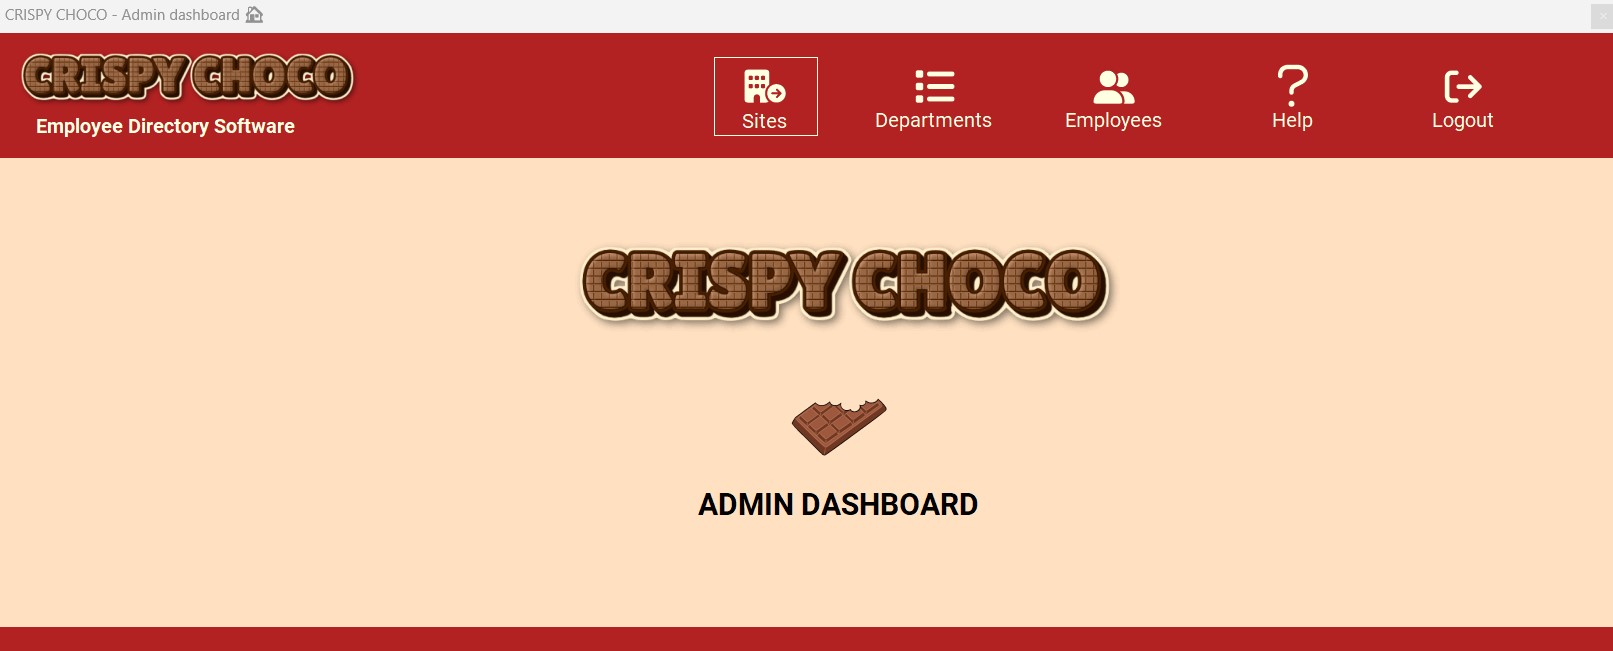 CRISPY CHOCO - Admin dashboard
CRISPY CHOCO
Employee Directory Software
Sites
Departments
Employees
Help
Logout
CRISPY CHOCO
ADMIN DASHBOARD